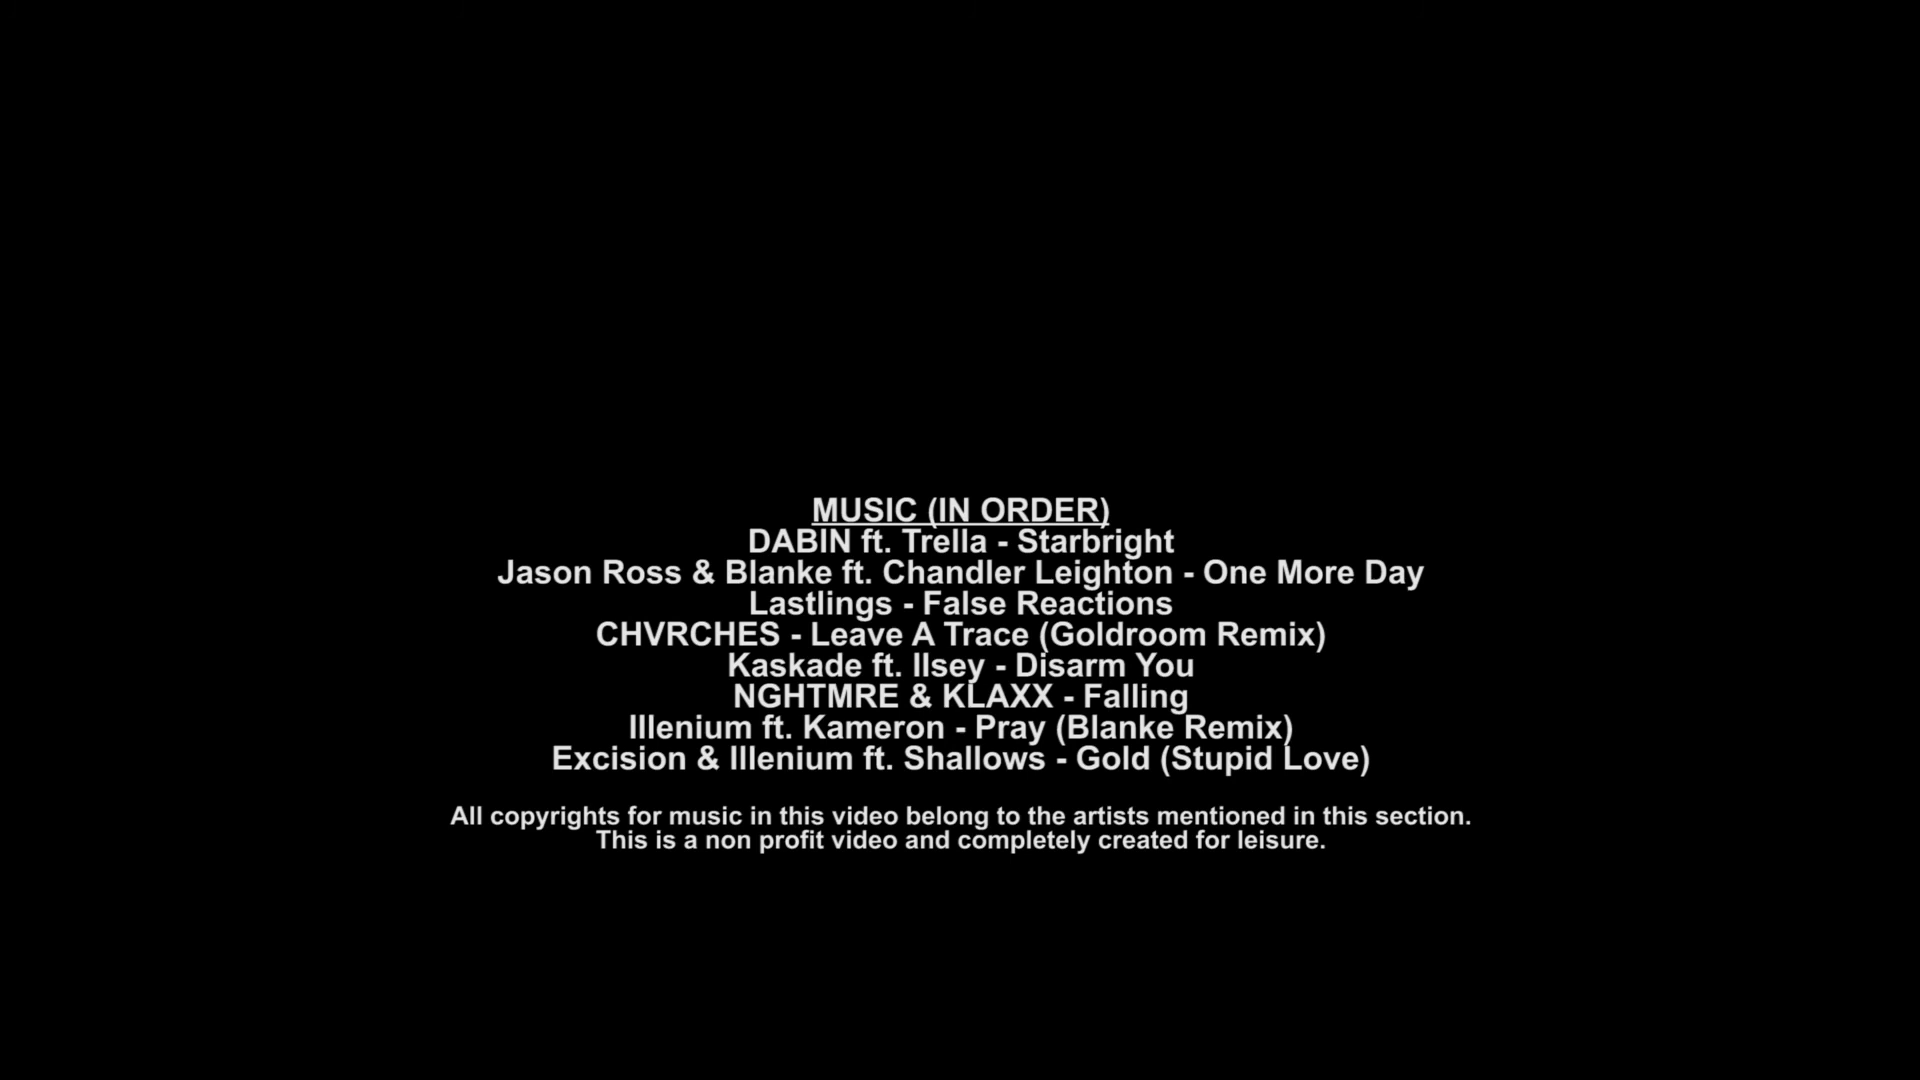 MUSIC (IN ORDER)
DABIN ft. Trella - Starbright
Jason Ross & Blanke ft. Chandler Leighton - One More Day
Lastlings - False Reactions
CHVRCHES - Leave A Trace (Goldroom Remix)
Kaskade ft. Ilsey - Disarm You
NGHTMRE & KLAXX - Falling
Illenium ft. Kameron - Pray (Blanke Remix)
Excision & Illenium ft. Shallows - Gold (Stupid Love)
All copyrights for music in this video belong to the artists mentioned in this section.
This is a non profit video and completely created for leisure.